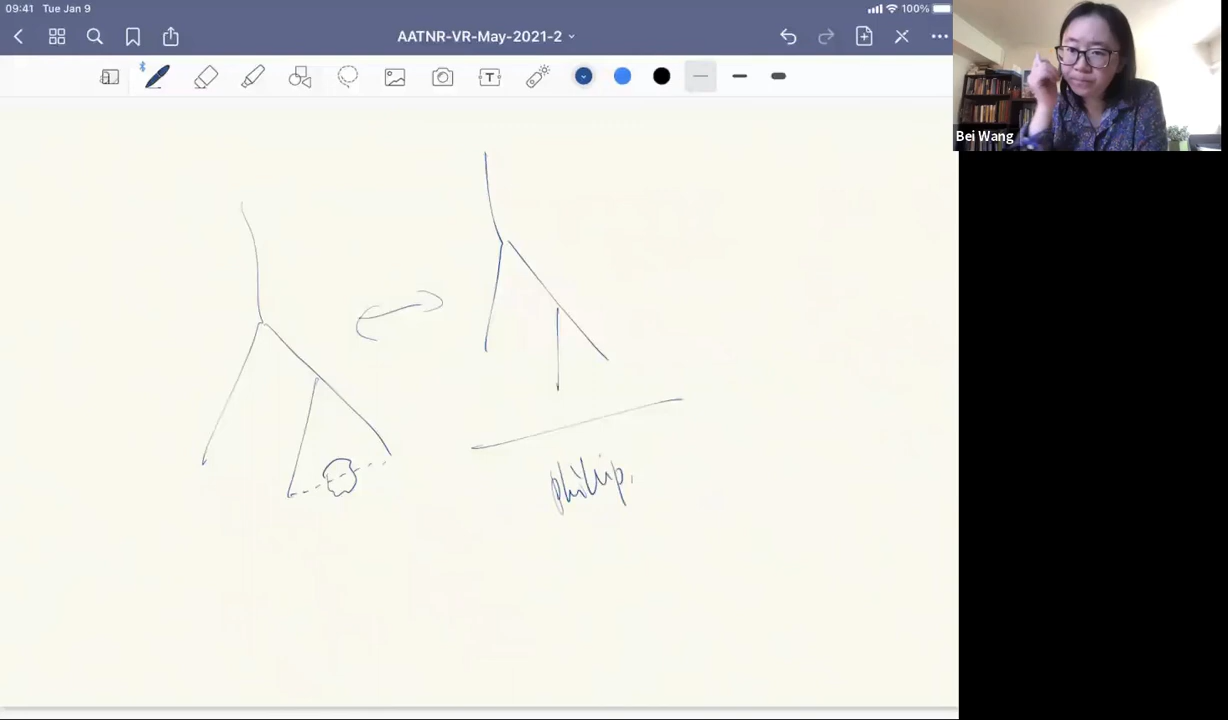 09:41 Tue Jan 9
100%
AATNR-VR-May-2021-2
T
Bei Wang
philip.